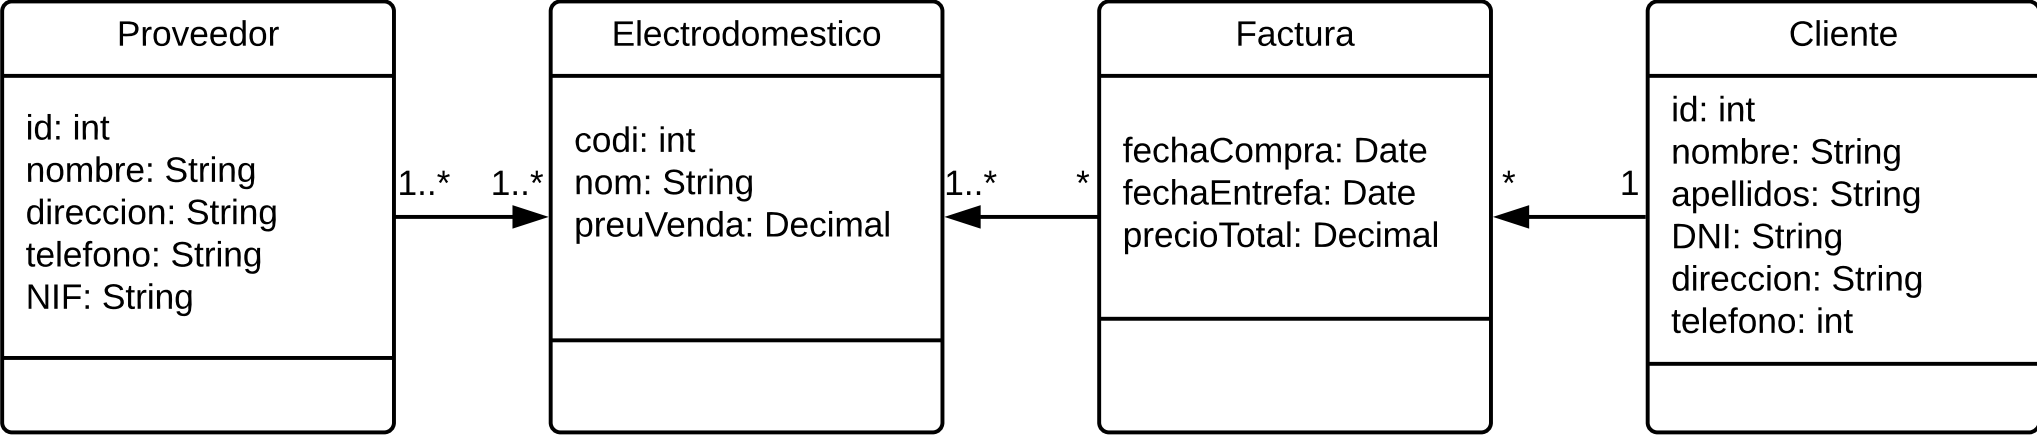 Proveedor
id: int
nombre: String
direccion: String
telefono: String
NIF: String
1..*
1..*
Electrodomestico
codi: int
nom: String
preuVenda: Decimal
1..*
*
Factura
fechaCompra: Date
fechaEntrefa: Date
precioTotal: Decimal
*
1
Cliente
id: int
nombre: String
apellidos: String
DNI: String
direccion: String
telefono: int